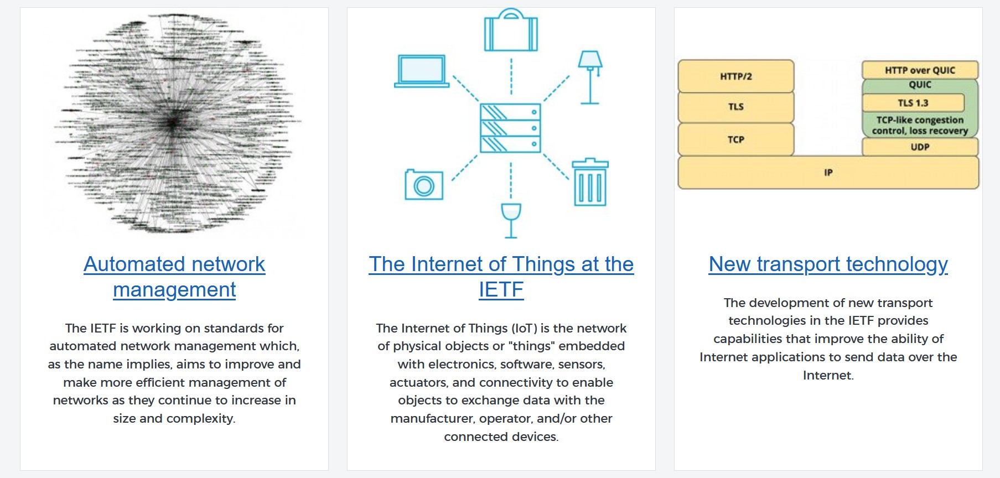 Automated network
management
The IETF is working on standards for
automated network management which,
as the name implies, aims to improve and
make more efficient management of
networks as they continue to increase in
size and complexity.
The Internet of Things at the
IETF
The Internet of Things (IoT) is the network
of physical objects or "things" embedded
with electronics, software, sensors,
actuators, and connectivity to enable
objects to exchange data with the
manufacturer, operator, and/or other
connected devices.
HTTP/2
TLS
TCP
HTTP over QUIC
QUIC
TLS 1.3
TCP-like congestion
control, loss recovery
UDP
IP
New transport technology
The development of new transport
technologies in the IETF provides
capabilities that improve the ability of
Internet applications to send data over the
Internet.